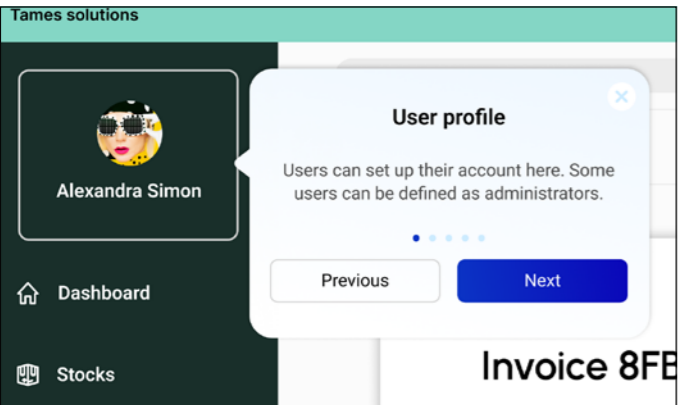 Tames solutions
User profile
Users can set up their account here. Some
users can be defined as administrators.
Alexandra Simon
Previous
Next
Dashboard
Invoice 8FB
Stocks